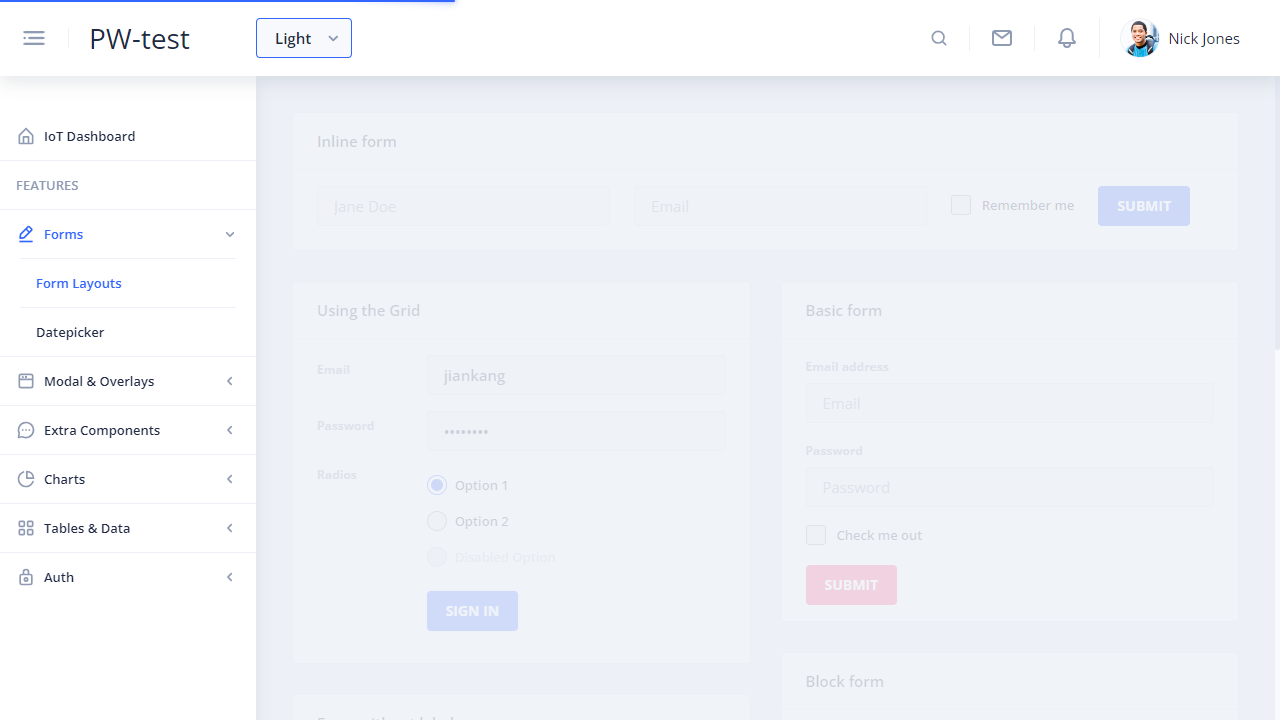 PW-test
Light
Nick Jones
IoT Dashboard
FEATURES
Forms
Form Layouts
Datepicker
Modal & Overlays
Extra Components
Charts
Tables & Data
Auth
Inline form
Jane Doe
Email
Remember me
SUBMIT
Using the Grid
Email
jiankang
Password
••••••••
Radios
Option 1
Option 2
Disabled Option
SIGN IN
Basic form
Email address
Email
Password
Password
Check me out
SUBMIT
Block form